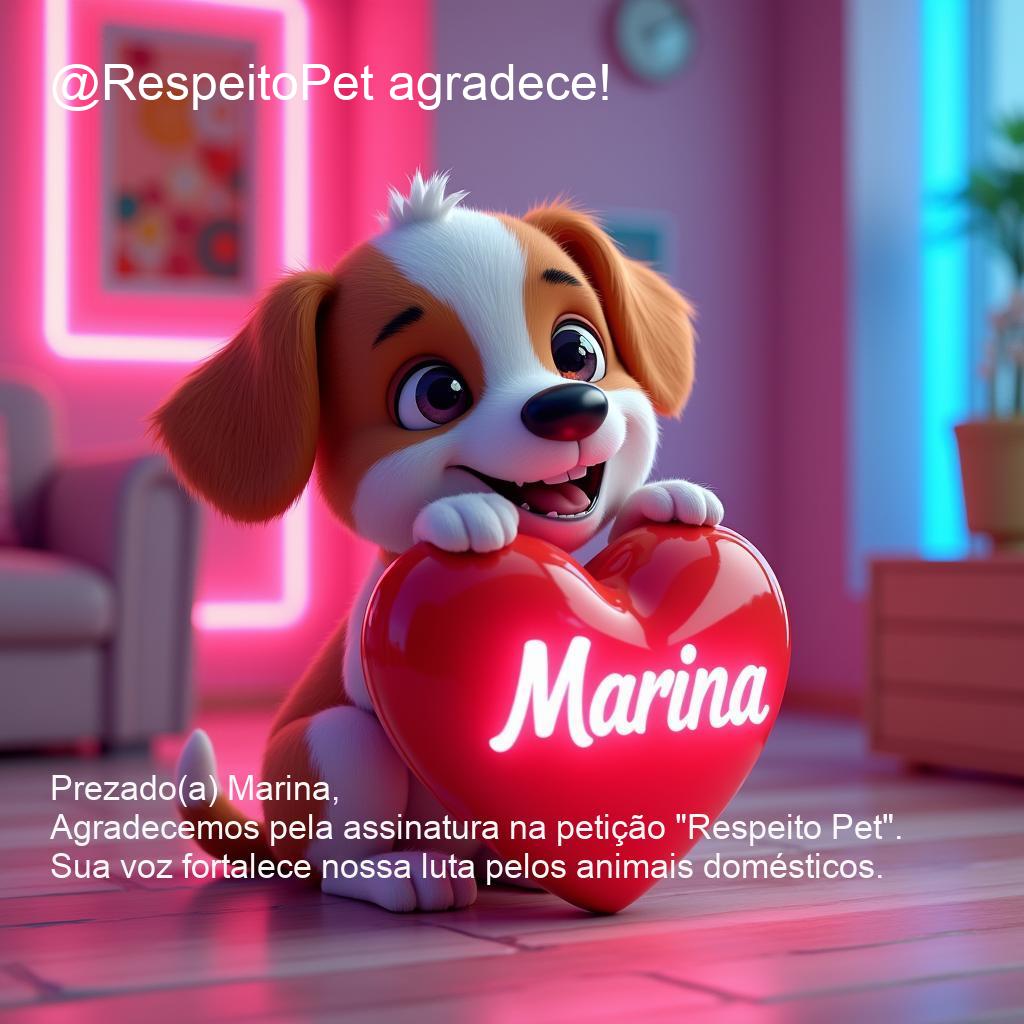 @RespeitoPet agradece!
Marina
Prezado(a) Marina,
Agradecemos pela assinatura na petição "Respeito Pet".
Sua voz fortalece nossa luta pelos animais domésticos.